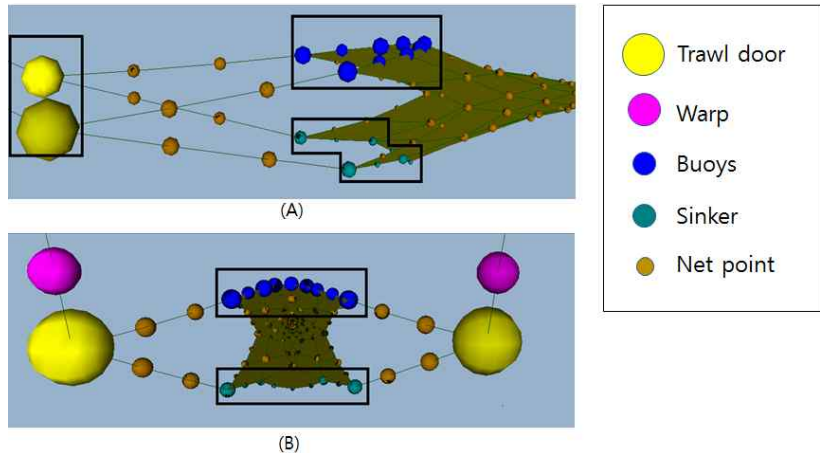 Trawl door
Warp
Buoys
Sinker
Net point
(A)
(B)